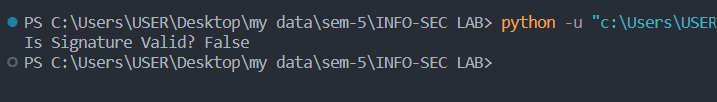 PS C:\Users\USER\Desktop\my data\sem-5\INFO-SEC LAB> python -u "c:\Users\USER
Is Signature Valid? False
PS C:\Users\USER\Desktop\my data\sem-5\INFO-SEC LAB>